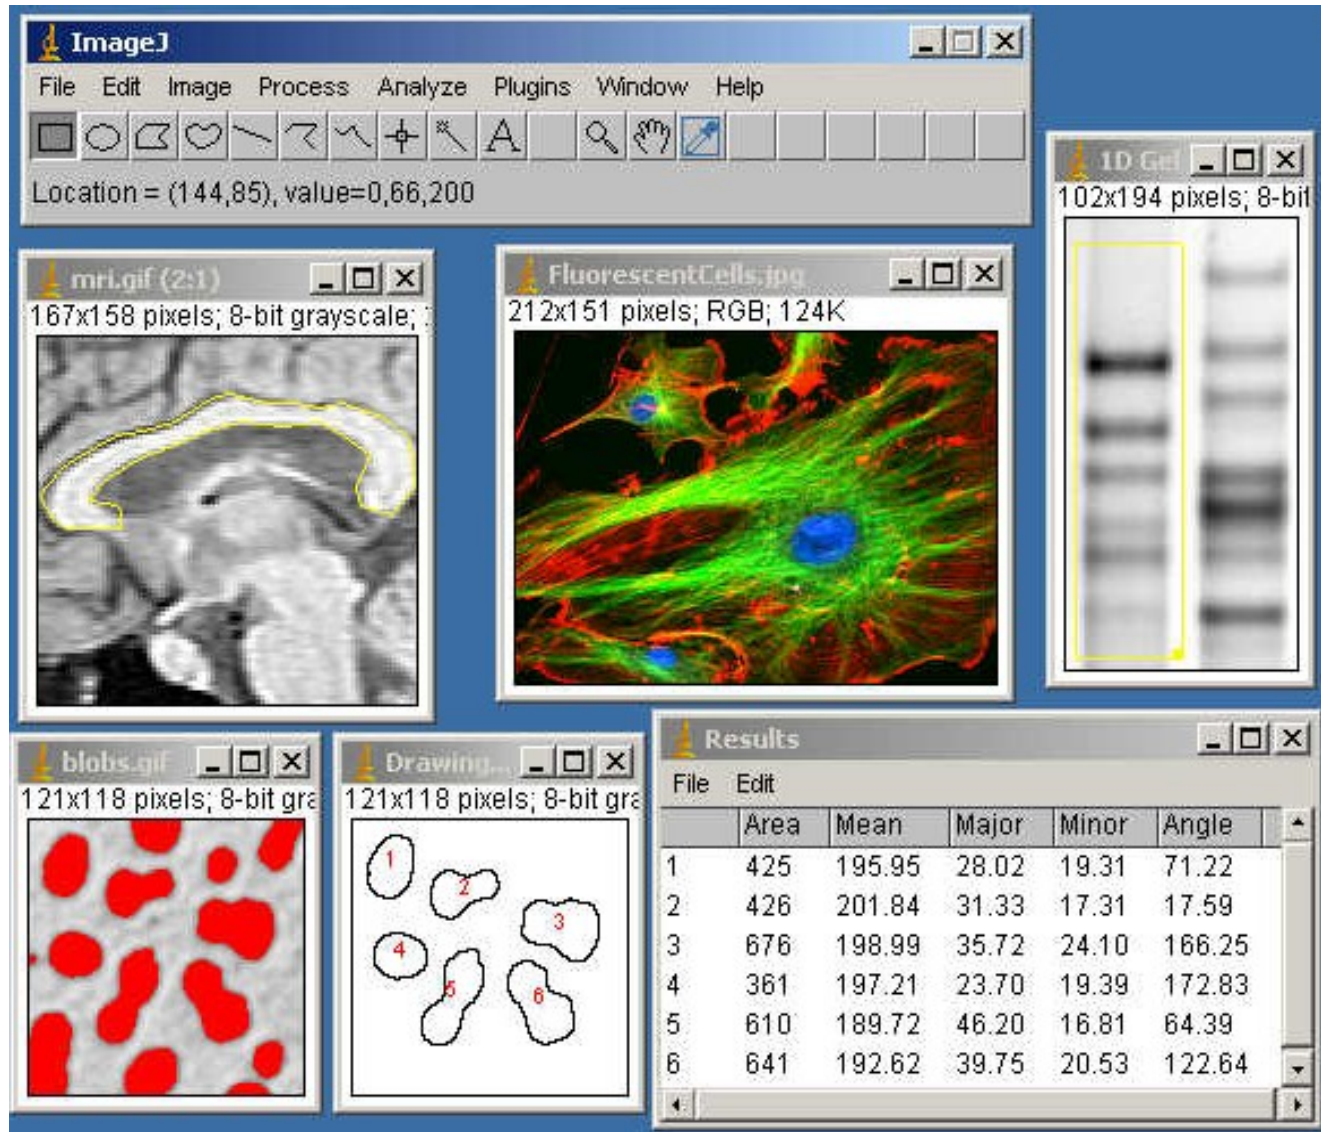 ImageJ
File Edit Image Process Analyze Plugins Window Help
A
Location = (144,85), value=0,66,200
1D Gel
102x194 pixels; 8-bit
mri.gif (2:1)
167x158 pixels; 8-bit grayscale;
FluorescentCells.jpg
212x151 pixels; RGB; 124K
blobs.gif
121x118 pixels; 8-bit gra
Drawing...
121x118 pixels; 8-bit gra
1
2
3
4
5
6
Results
File Edit
Area Mean Major Minor Angle
1 425 195.95 28.02 19.31 71.22
2 426 201.84 31.33 17.31 17.59
3 676 198.99 35.72 24.10 166.25
4 361 197.21 23.70 19.39 172.83
5 610 189.72 46.20 16.81 64.39
6 641 192.62 39.75 20.53 122.64